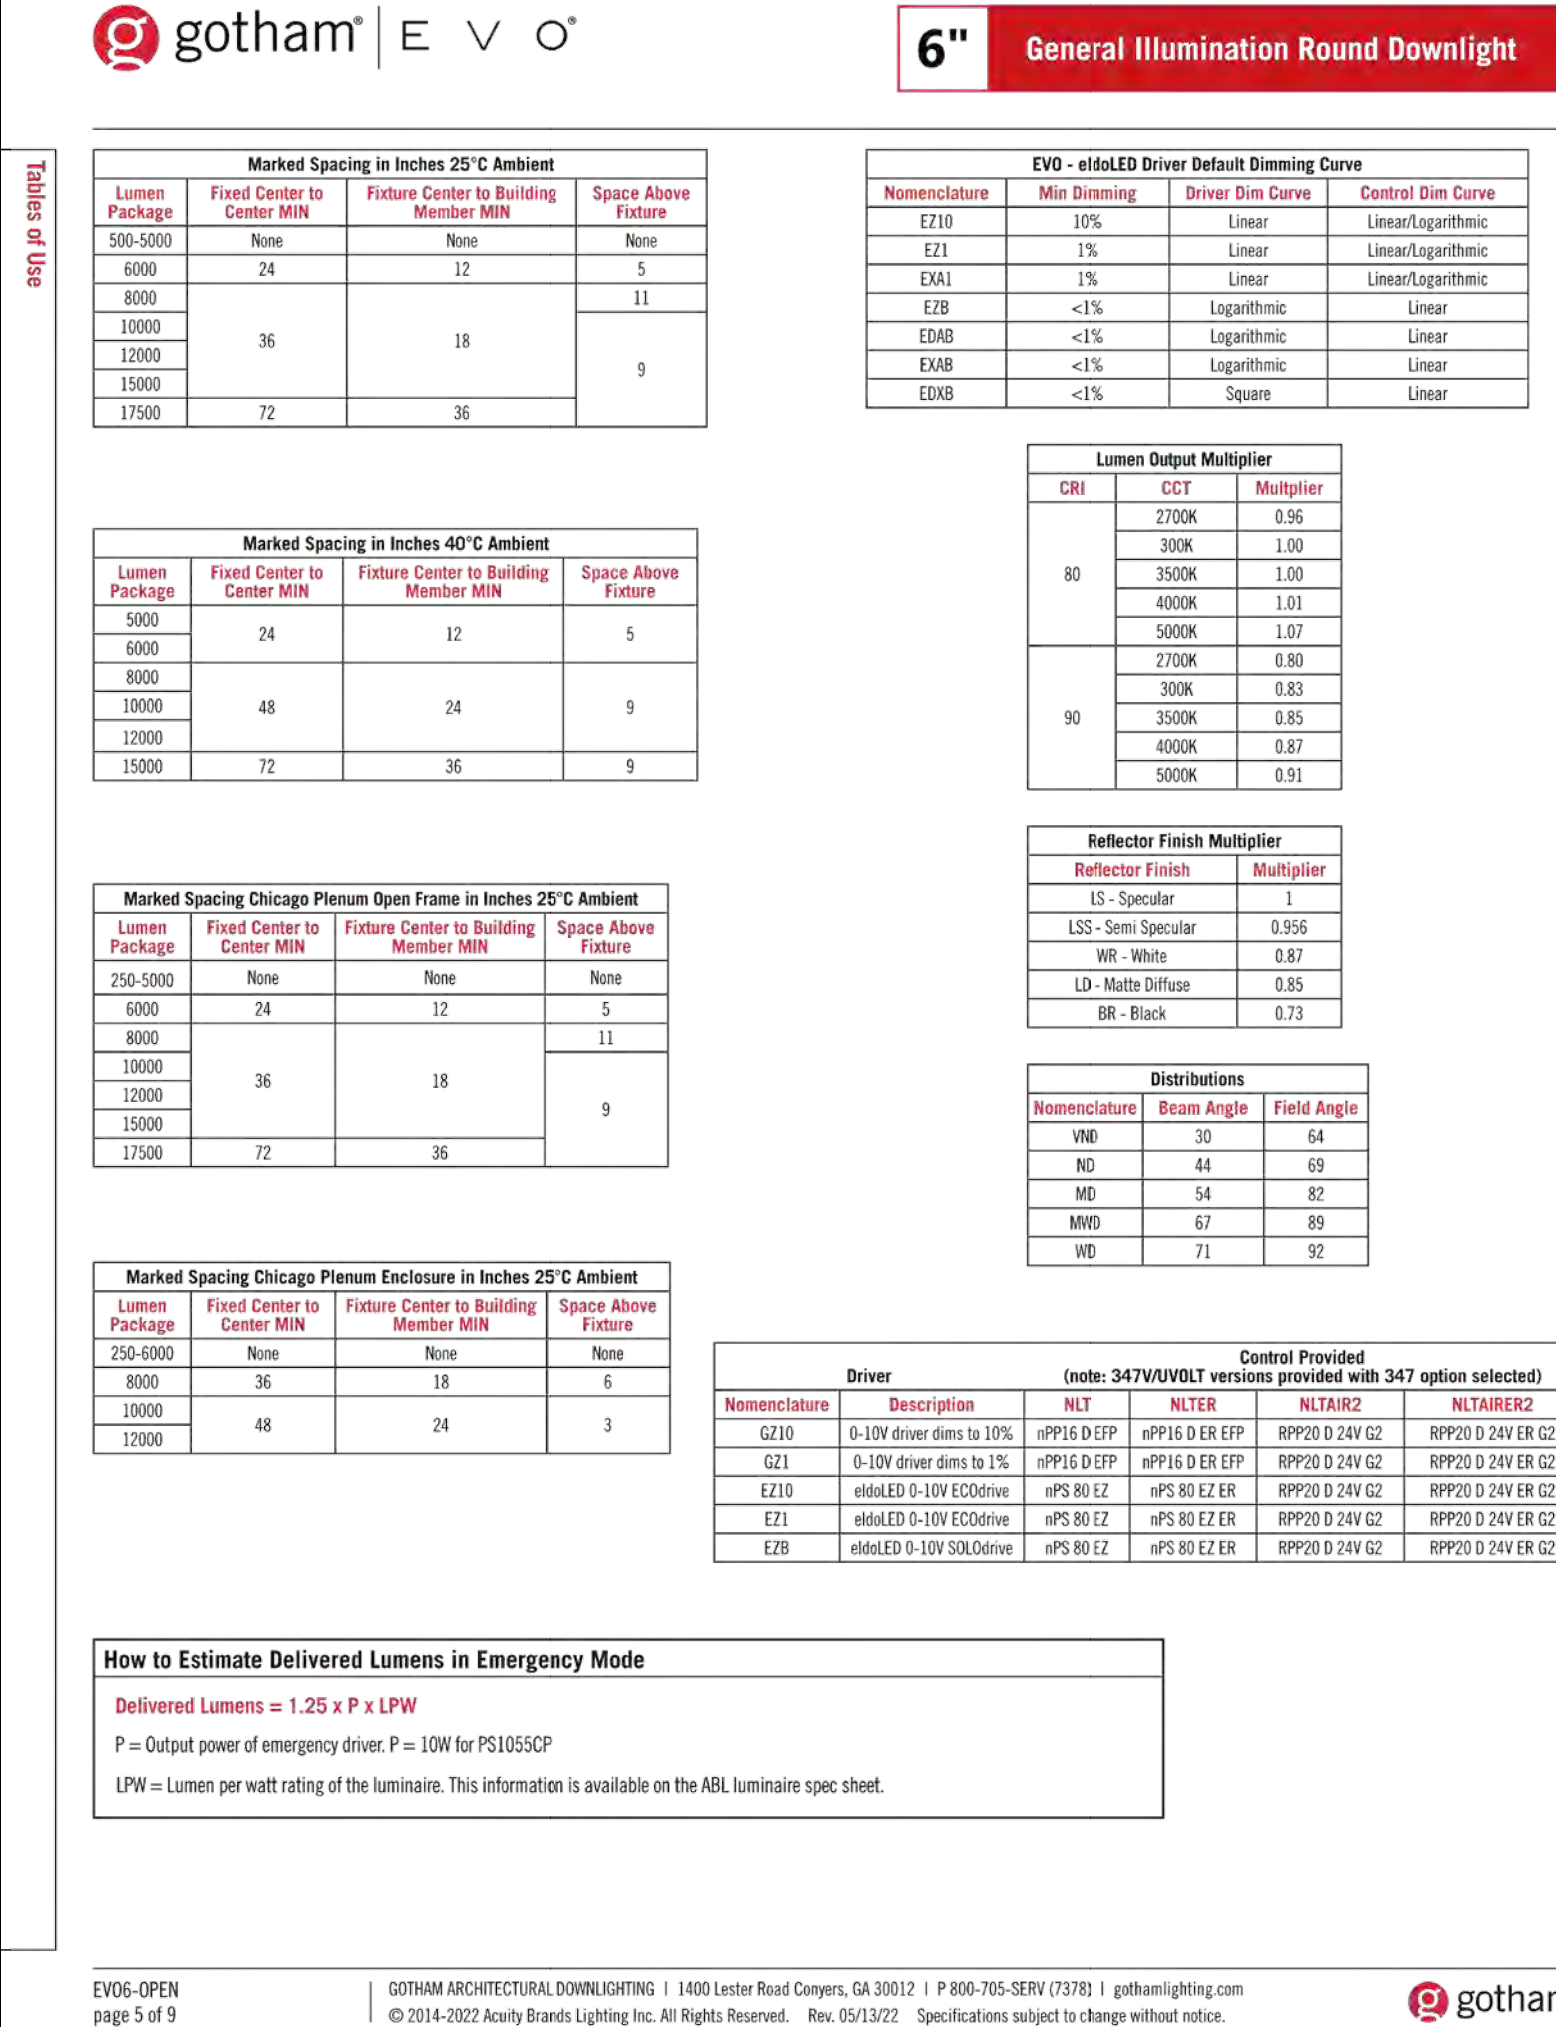 gotham® | E V O®
6"
General Illumination Round Downlight
Tables of Use
Marked Spacing in Inches 25°C Ambient
Lumen Package Fixed Center to Center MIN Fixture Center to Building Member MIN Space Above Fixture
500-5000 None None None
6000 24 12 5
8000 36 18 11
10000 9
12000
15000
17500 72 36
Marked Spacing in Inches 40°C Ambient
Lumen Package Fixed Center to Center MIN Fixture Center to Building Member MIN Space Above Fixture
5000 24 12 5
6000
8000 48 24 9
10000
12000
15000 72 36 9
Marked Spacing Chicago Plenum Open Frame in Inches 25°C Ambient
Lumen Package Fixed Center to Center MIN Fixture Center to Building Member MIN Space Above Fixture
250-5000 None None None
6000 24 12 5
8000 36 18 11
10000 9
12000
15000
17500 72 36
Marked Spacing Chicago Plenum Enclosure in Inches 25°C Ambient
Lumen Package Fixed Center to Center MIN Fixture Center to Building Member MIN Space Above Fixture
250-6000 None None None
8000 36 18 6
10000 48 24 3
12000
EVO - eldoLED Driver Default Dimming Curve
Nomenclature Min Dimming Driver Dim Curve Control Dim Curve
EZ10 10% Linear Linear/Logarithmic
EZ1 1% Linear Linear/Logarithmic
EXA1 1% Linear Linear/Logarithmic
EZB <1% Logarithmic Linear
EDAB <1% Logarithmic Linear
EXAB <1% Logarithmic Linear
EDXB <1% Square Linear
Lumen Output Multiplier
CRI CCT Multplier
80 2700K 0.96
300K 1.00
3500K 1.00
4000K 1.01
5000K 1.07
90 2700K 0.80
300K 0.83
3500K 0.85
4000K 0.87
5000K 0.91
Reflector Finish Multiplier
Reflector Finish Multiplier
LS - Specular 1
LSS - Semi Specular 0.956
WR - White 0.87
LD - Matte Diffuse 0.85
BR - Black 0.73
Distributions
Nomenclature Beam Angle Field Angle
VND 30 64
ND 44 69
MD 54 82
MWD 67 89
WD 71 92
Driver Control Provided
(note: 347V/UVOLT versions provided with 347 option selected)
Nomenclature Description NLT NLTER NLTAIR2 NLTAIRER2
GZ10 0-10V driver dims to 10% nPP16 D EFP nPP16 D ER EFP RPP20 D 24V G2 RPP20 D 24V ER G2
GZ1 0-10V driver dims to 1% nPP16 D EFP nPP16 D ER EFP RPP20 D 24V G2 RPP20 D 24V ER G2
EZ10 eldoLED 0-10V ECOdrive nPS 80 EZ nPS 80 EZ ER RPP20 D 24V G2 RPP20 D 24V ER G2
EZ1 eldoLED 0-10V ECOdrive nPS 80 EZ nPS 80 EZ ER RPP20 D 24V G2 RPP20 D 24V ER G2
EZB eldoLED 0-10V SOLOdrive nPS 80 EZ nPS 80 EZ ER RPP20 D 24V G2 RPP20 D 24V ER G2
How to Estimate Delivered Lumens in Emergency Mode
Delivered Lumens = 1.25 x P x LPW
P = Output power of emergency driver. P = 10W for PS1055CP
LPW = Lumen per watt rating of the luminaire. This information is available on the ABL luminaire spec sheet.
EVO6-OPEN
page 5 of 9
GOTHAM ARCHITECTURAL DOWNLIGHTING | 1400 Lester Road Conyers, GA 30012 | P 800-705-SERV (7378) | gothamlighting.com
© 2014-2022 Acuity Brands Lighting Inc. All Rights Reserved. Rev. 05/13/22 Specifications subject to change without notice.